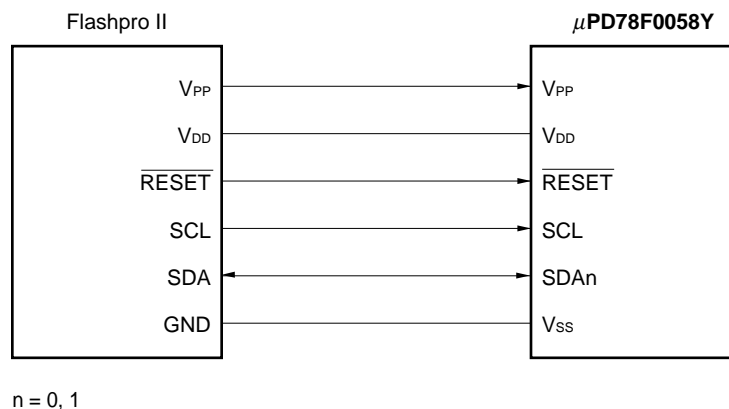 Flashpro II
μPD78F0058Y
VPP
VPP
VDD
VDD
RESET
RESET
SCL
SCL
SDA
SDAn
GND
VSS
n = 0, 1